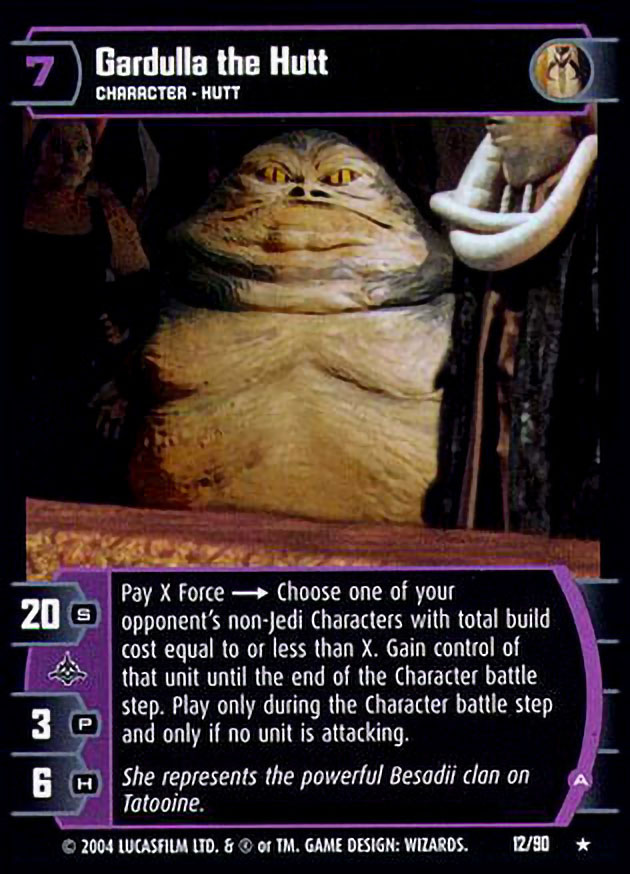 7
Gardulla the Hutt
CHARACTER • HUTT
20 S
3 P
6 H
Pay X Force → Choose one of your
opponent's non-Jedi Characters with total build
cost equal to or less than X. Gain control of
that unit until the end of the Character battle
step. Play only during the Character battle step
and only if no unit is attacking.
She represents the powerful Besadii clan on
Tatooine.
A
© 2004 LUCASFILM LTD. & ® or TM. GAME DESIGN: WIZARDS. 12/90 ★